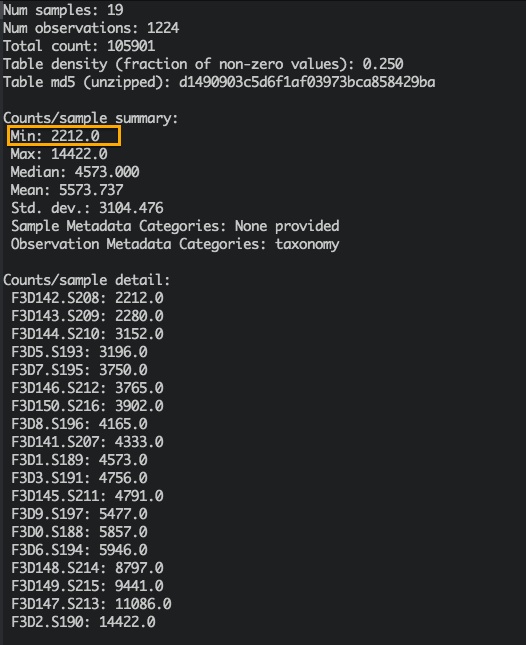 Num samples: 19
Num observations: 1224
Total count: 105901
Table density (fraction of non-zero values): 0.250
Table md5 (unzipped): d1490903c5d6f1af03973bca858429ba
Counts/sample summary:
Min: 2212.0
Max: 14422.0
Median: 4573.000
Mean: 5573.737
Std. dev.: 3104.476
Sample Metadata Categories: None provided
Observation Metadata Categories: taxonomy
Counts/sample detail:
F3D142.S208: 2212.0
F3D143.S209: 2280.0
F3D144.S210: 3152.0
F3D5.S193: 3196.0
F3D7.S195: 3750.0
F3D146.S212: 3765.0
F3D150.S216: 3902.0
F3D8.S196: 4165.0
F3D141.S207: 4333.0
F3D1.S189: 4573.0
F3D3.S191: 4756.0
F3D145.S211: 4791.0
F3D9.S197: 5477.0
F3D0.S188: 5857.0
F3D6.S194: 5946.0
F3D148.S214: 8797.0
F3D149.S215: 9441.0
F3D147.S213: 11086.0
F3D2.S190: 14422.0